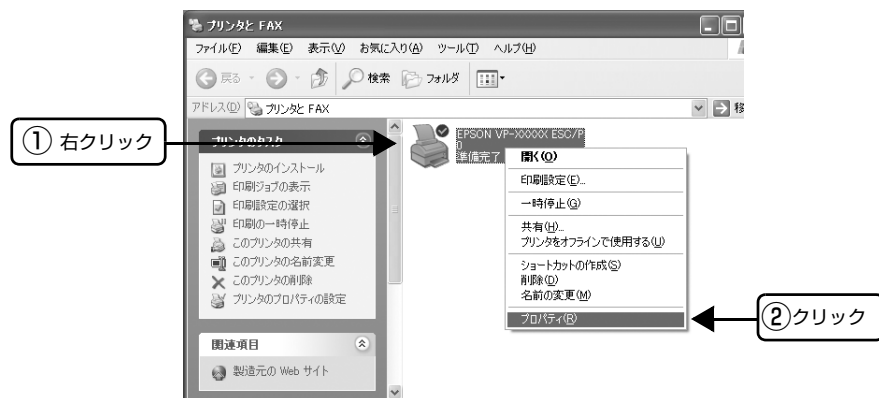 プリンタと FAX
ファイル(F) 編集(E) 表示(V) お気に入り(A) ツール(T) ヘルプ(H)
戻る 検索 フォルダ
アドレス(D) プリンタと FAX 移
① 右クリック
プリンタのタスク
プリンタのインストール
印刷ジョブの表示
印刷設定の選択
印刷の一時停止
このプリンタの共有
このプリンタの名前変更
このプリンタの削除
プリンタのプロパティの設定
関連項目
製造元の Web サイト
EPSON VP-XXXXX ESC/P
0
準備完了
開く(O)
印刷設定(E)...
一時停止(G)
共有(H)...
プリンタをオフラインで使用する(U)
ショートカットの作成(S)
削除(D)
名前の変更(M)
プロパティ(R)
②クリック